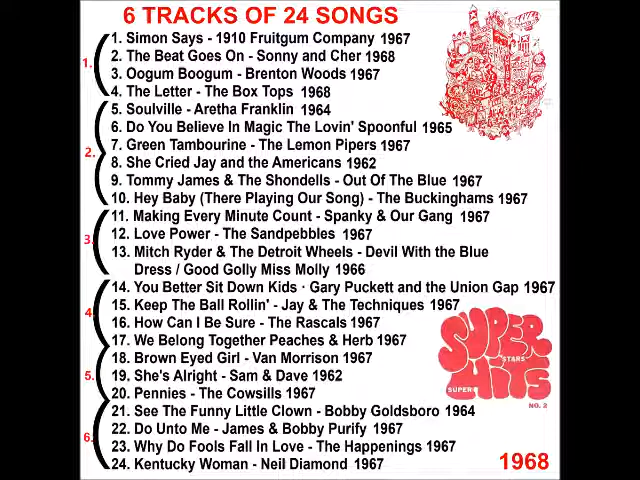 6 TRACKS OF 24 SONGS
1. Simon Says - 1910 Fruitgum Company 1967
1. 2. The Beat Goes On - Sonny and Cher 1968
3. Oogum Boogum - Brenton Woods 1967
4. The Letter - The Box Tops 1968
5. Soulville - Aretha Franklin 1964
6. Do You Believe In Magic The Lovin' Spoonful 1965
7. Green Tambourine - The Lemon Pipers 1967
2. 8. She Cried Jay and the Americans 1962
9. Tommy James & The Shondells - Out Of The Blue 1967
10. Hey Baby (There Playing Our Song) - The Buckinghams 1967
11. Making Every Minute Count - Spanky & Our Gang 1967
3. 12. Love Power - The Sandpebbles 1967
13. Mitch Ryder & The Detroit Wheels - Devil With the Blue
Dress / Good Golly Miss Molly 1966
14. You Better Sit Down Kids · Gary Puckett and the Union Gap 1967
4. 15. Keep The Ball Rollin' - Jay & The Techniques 1967
16. How Can I Be Sure - The Rascals 1967
17. We Belong Together Peaches & Herb 1967
18. Brown Eyed Girl - Van Morrison 1967
5. 19. She's Alright - Sam & Dave 1962
20. Pennies - The Cowsills 1967
21. See The Funny Little Clown - Bobby Goldsboro 1964
22. Do Unto Me - James & Bobby Purify 1967
6. 23. Why Do Fools Fall In Love - The Happenings 1967
24. Kentucky Woman - Neil Diamond 1967
SUPER
STARS
SUPER
HITS
NO. 2
1968